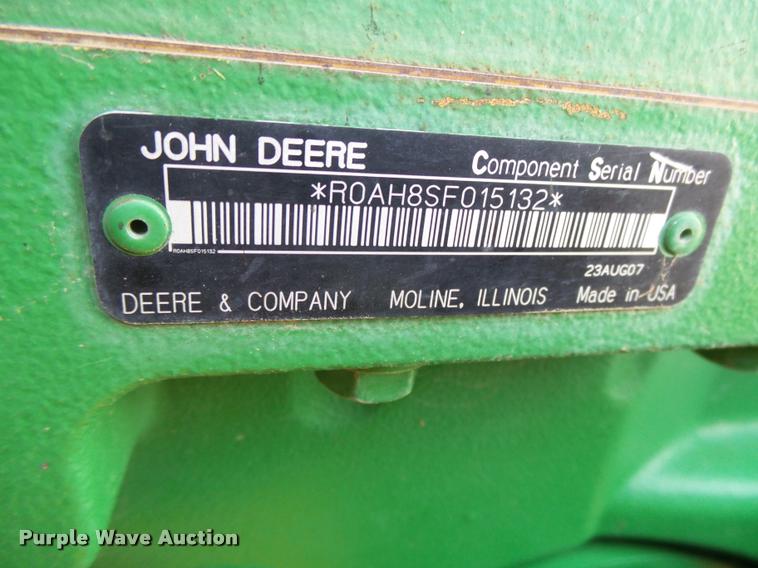 JOHN DEERE
Component Serial Number
*R0AH8SF015132*
R0AH8SF015132
23AUG07
DEERE & COMPANY MOLINE, ILLINOIS Made in USA
Purple Wave Auction